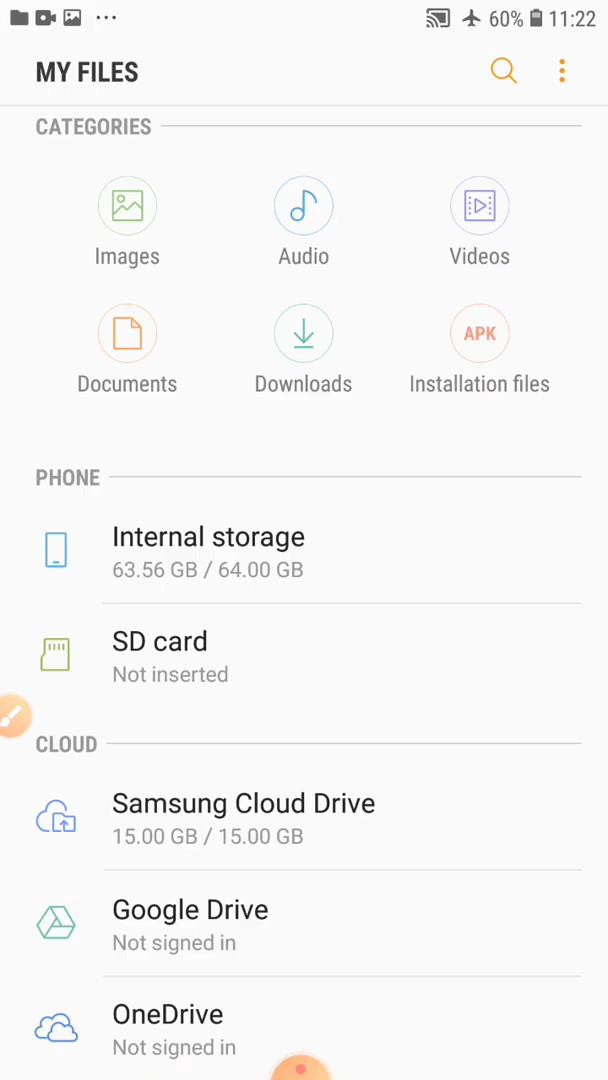 60% 11:22
MY FILES
CATEGORIES
Images Audio Videos
APK
Documents Downloads Installation files
PHONE
Internal storage
63.56 GB / 64.00 GB
SD card
Not inserted
CLOUD
Samsung Cloud Drive
15.00 GB / 15.00 GB
Google Drive
Not signed in
OneDrive
Not signed in